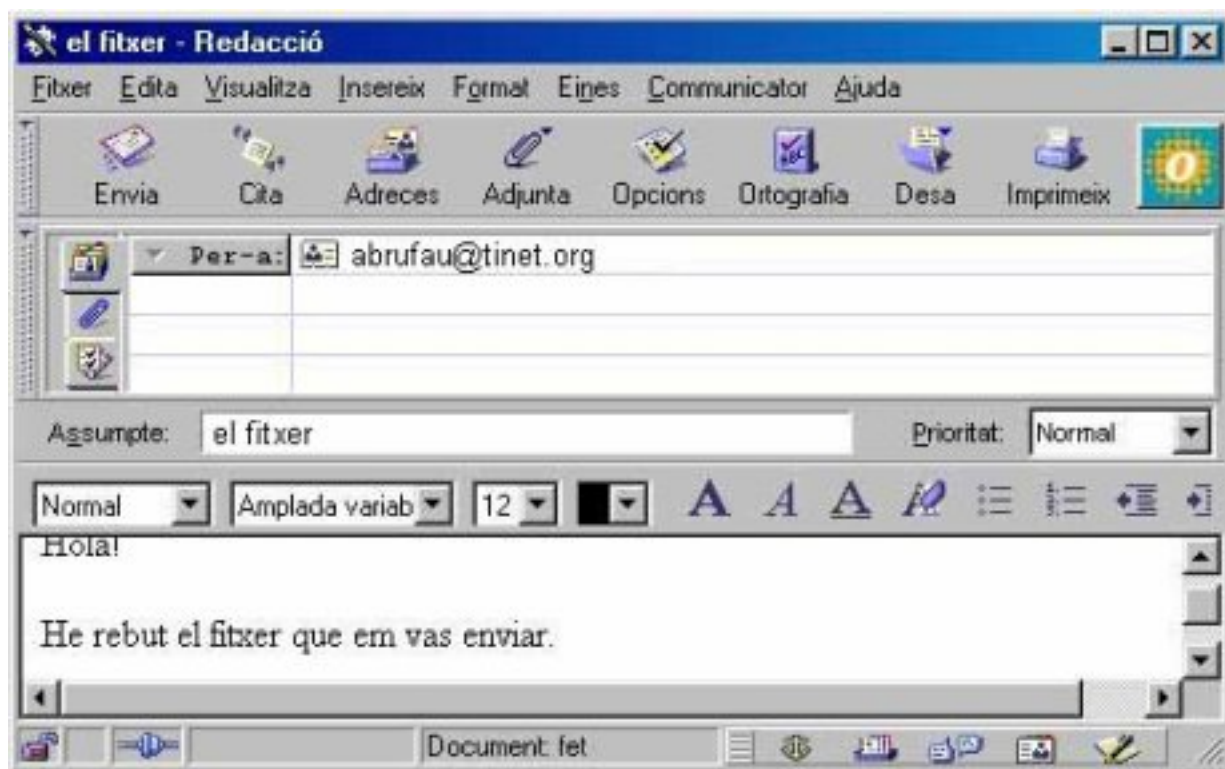 el fitxer - Redacció
Fitxer Edita Visualitza Insereix Format Eines Communicator Ajuda
Envia Cita Adreces Adjunta Opcions Ortografia Desa Imprimeix
Per-a: abrufau@tinet.org
Assumpte: el fitxer Prioritat: Normal
Normal Amplada variab 12 A A A
Hola!
He rebut el fitxer que em vas enviar.
Document: fet